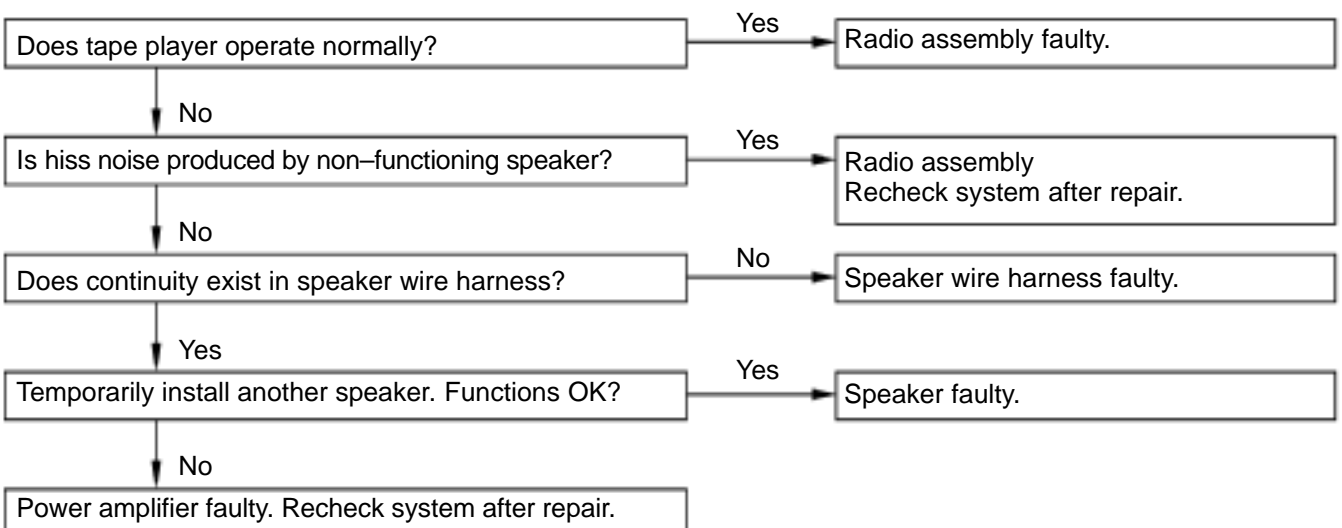 Does tape player operate normally?
Yes
Radio assembly faulty.
No
Is hiss noise produced by non–functioning speaker?
Yes
Radio assembly
Recheck system after repair.
No
Does continuity exist in speaker wire harness?
No
Speaker wire harness faulty.
Yes
Temporarily install another speaker. Functions OK?
Yes
Speaker faulty.
No
Power amplifier faulty. Recheck system after repair.